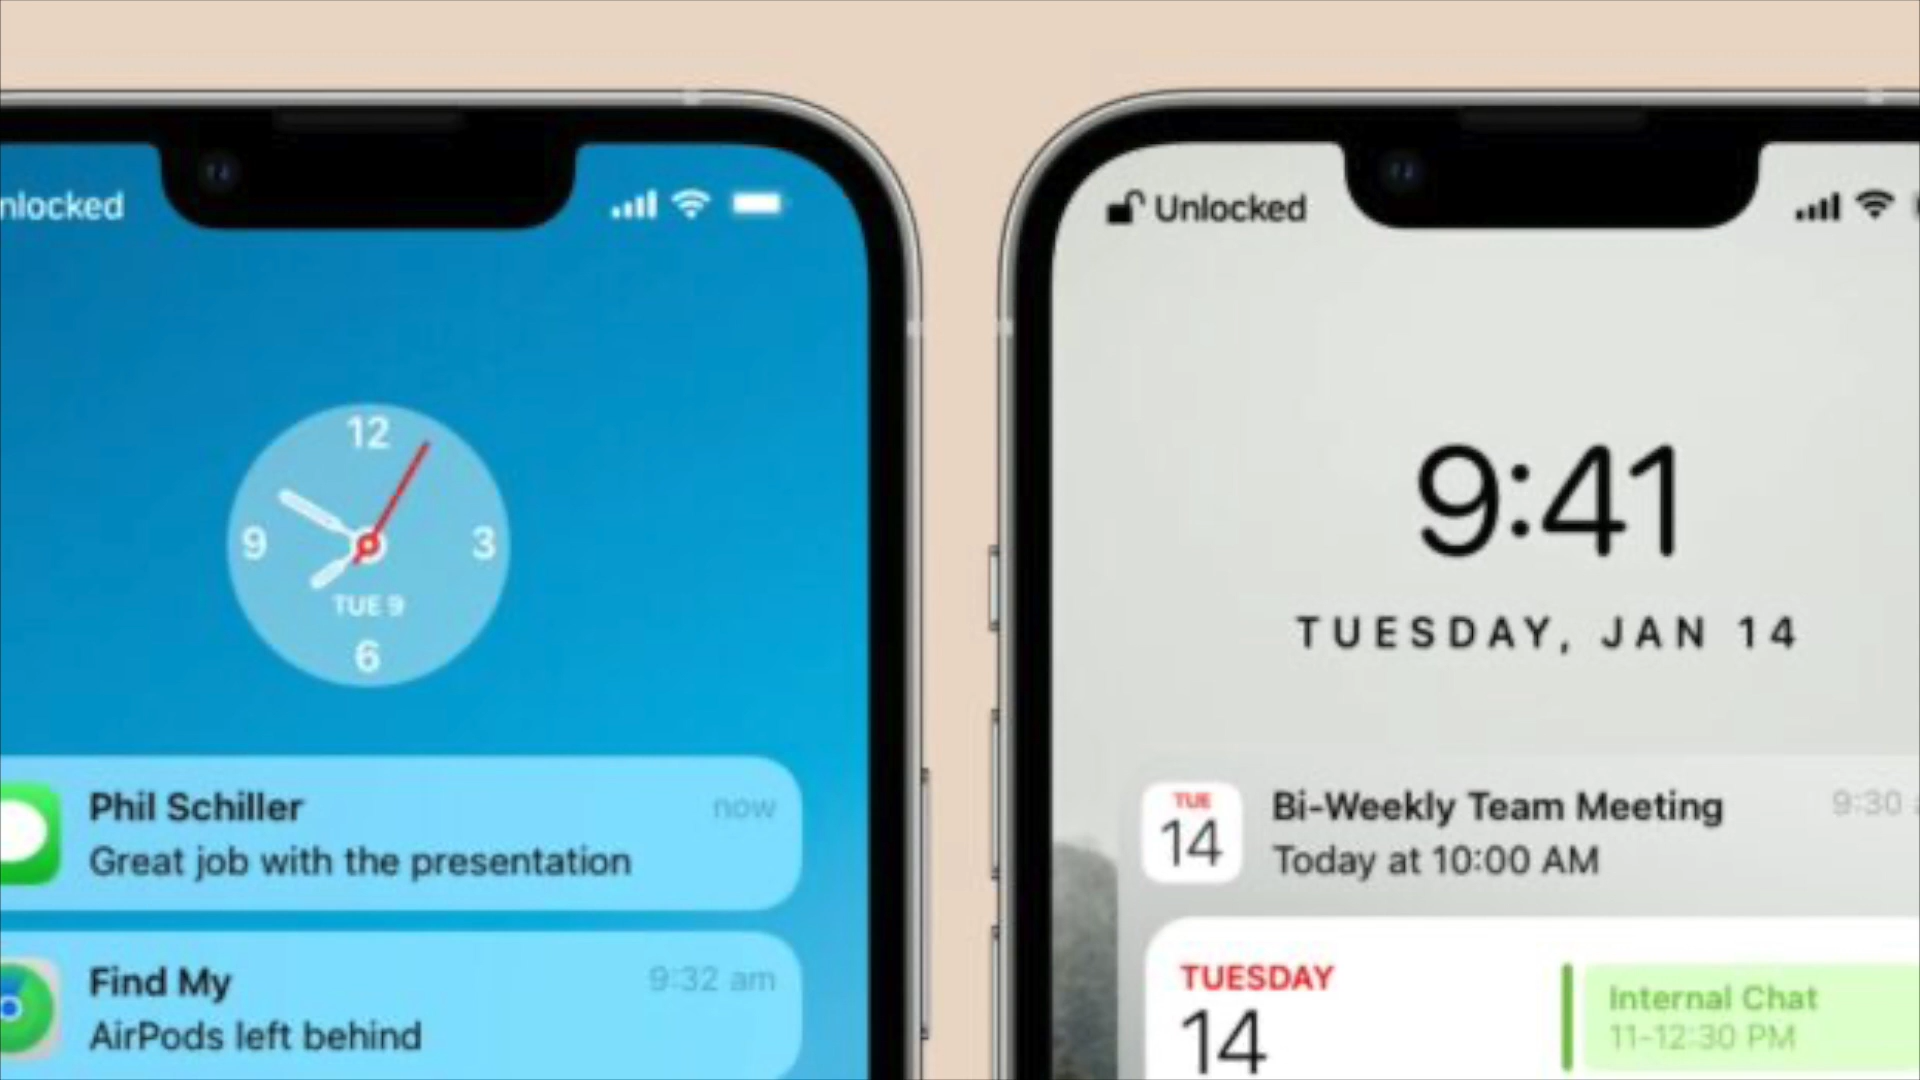 nlocked
12
9
3
TUE 9
6
Phil Schiller
now
Great job with the presentation
Find My
9:32 am
AirPods left behind
Unlocked
9:41
TUESDAY, JAN 14
TUE
14
Bi-Weekly Team Meeting
9:30
Today at 10:00 AM
TUESDAY
14
Internal Chat
11-12:30 PM